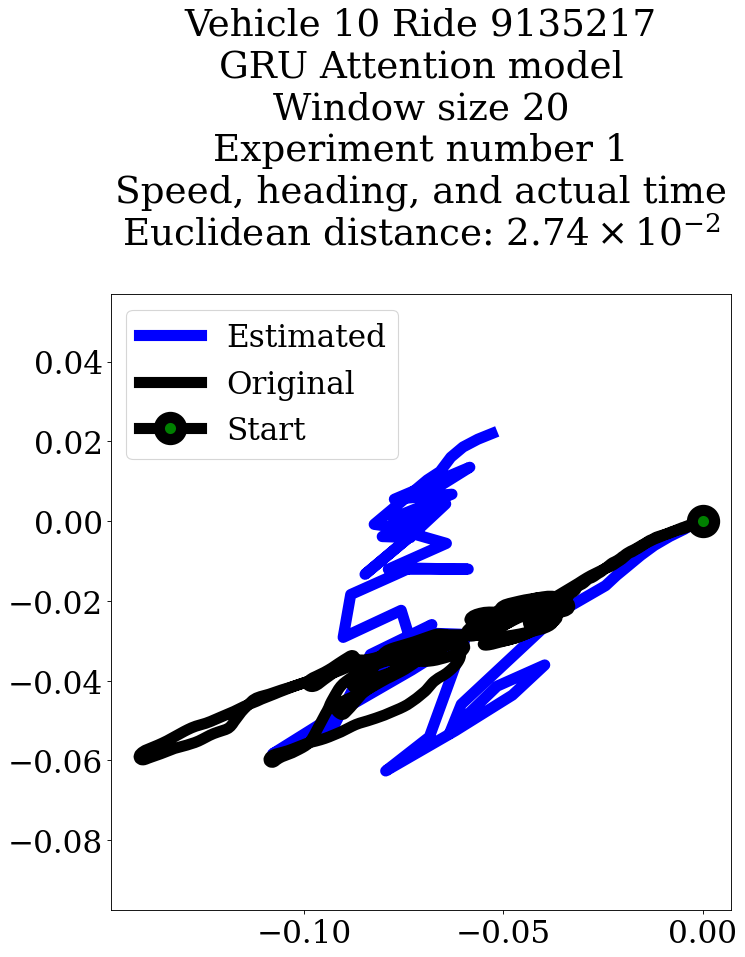 Vehicle 10 Ride 9135217
GRU Attention model
Window size 20
Experiment number 1
Speed, heading, and actual time
Euclidean distance: 2.74 × 10⁻²
Estimated
Original
Start
0.04
0.02
0.00
−0.02
−0.04
−0.06
−0.08
−0.10
−0.05
0.00